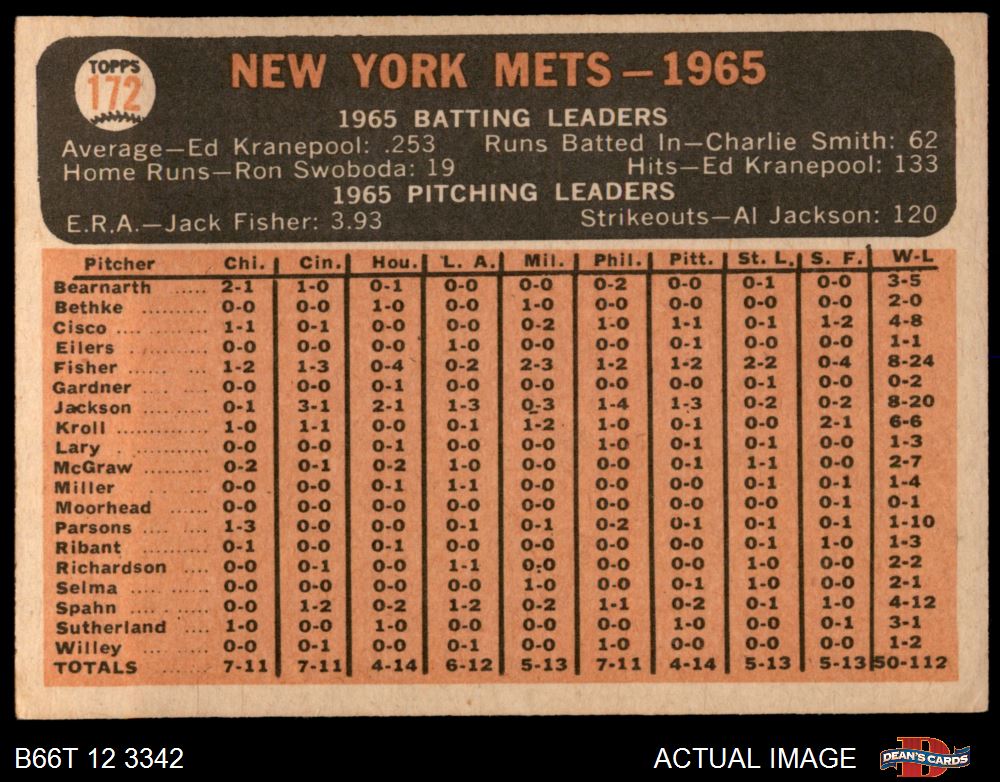 TOPPS
172
NEW YORK METS—1965
1965 BATTING LEADERS
Average—Ed Kranepool: .253 Runs Batted In—Charlie Smith: 62
Home Runs—Ron Swoboda: 19 Hits—Ed Kranepool: 133
1965 PITCHING LEADERS
E.R.A.—Jack Fisher: 3.93 Strikeouts—Al Jackson: 120
Pitcher Chi. Cin. Hou. L. A. Mil. Phil. Pitt. St. L. S. F. W-L
Bearnarth ..... 2-1 1-0 0-1 0-0 0-0 0-2 0-0 0-1 0-0 3-5
Bethke .......... 0-0 0-0 1-0 0-0 1-0 0-0 0-0 0-0 0-0 2-0
Cisco .............. 1-1 0-1 0-0 0-0 0-2 1-0 1-1 0-1 1-2 4-8
Eilers ............ 0-0 0-0 0-0 1-0 0-0 0-0 0-1 0-0 0-0 1-1
Fisher ............ 1-2 1-3 0-4 0-2 2-3 1-2 1-2 2-2 0-4 8-24
Gardner ........ 0-0 0-0 0-1 0-0 0-0 0-0 0-0 0-1 0-0 0-2
Jackson ........ 0-1 3-1 2-1 1-3 0-3 1-4 1-3 0-2 0-2 8-20
Kroll .............. 1-0 1-1 0-0 0-1 1-2 1-0 0-1 0-0 2-1 6-6
Lary .............. 0-0 0-0 0-1 0-0 0-0 1-0 0-1 0-1 0-0 1-3
McGraw ........ 0-2 0-1 0-2 1-0 0-0 0-0 0-1 1-1 0-0 2-7
Miller ............ 0-0 0-0 0-1 1-1 0-0 0-0 0-1 0-0 0-1 1-4
Moorhead ...... 0-0 0-0 0-0 0-0 0-0 0-0 0-0 0-0 0-1 0-1
Parsons ........ 1-3 0-0 0-0 0-1 0-1 0-2 0-1 0-1 0-1 1-10
Ribant .......... 0-1 0-0 0-1 0-0 0-0 0-0 0-0 0-1 1-0 1-3
Richardson .... 0-0 0-1 0-0 1-1 0-0 0-0 0-0 1-0 0-0 2-2
Selma ............ 0-0 0-0 0-0 0-0 1-0 0-0 0-1 1-0 0-0 2-1
Spahn ............ 0-0 1-2 0-2 1-2 0-2 1-1 0-2 0-1 1-0 4-12
Sutherland .... 1-0 0-0 1-0 0-0 0-0 0-0 1-0 0-0 0-1 3-1
Willey ............ 0-0 0-1 0-0 0-1 0-0 1-0 0-0 0-0 0-0 1-2
TOTALS ........ 7-11 7-11 4-14 6-12 5-13 7-11 4-14 5-13 5-13 50-112
B66T 12 3342 ACTUAL IMAGE DEAN'S CARDS